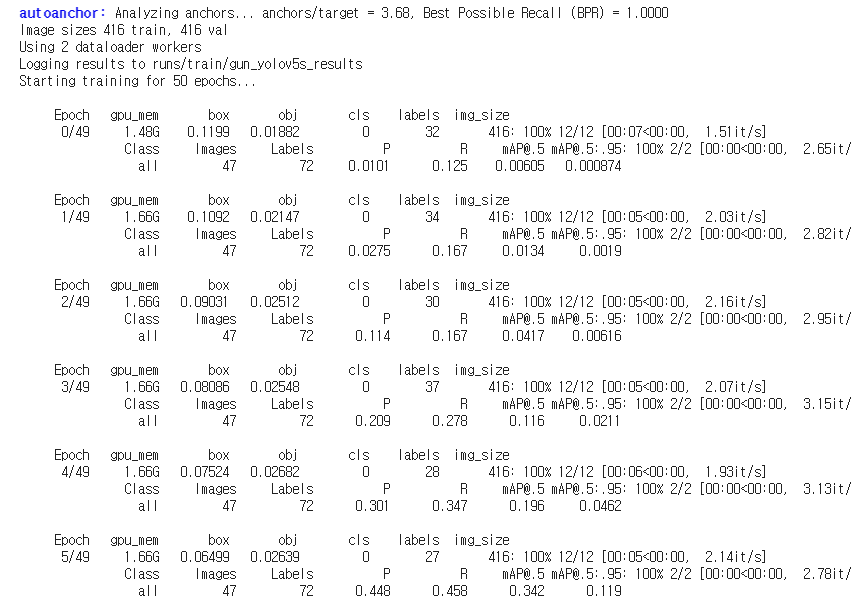 autoanchor: Analyzing anchors... anchors/target = 3.68, Best Possible Recall (BPR) = 1.0000
Image sizes 416 train, 416 val
Using 2 dataloader workers
Logging results to runs/train/gun_yolov5s_results
Starting training for 50 epochs...
Epoch gpu_mem box obj cls labels img_size
0/49 1.48G 0.1199 0.01882 0 32 416: 100% 12/12 [00:07<00:00, 1.51it/s]
Class Images Labels P R mAP@.5 mAP@.5:.95: 100% 2/2 [00:00<00:00, 2.65it/
all 47 72 0.0101 0.125 0.00605 0.000874
Epoch gpu_mem box obj cls labels img_size
1/49 1.66G 0.1092 0.02147 0 34 416: 100% 12/12 [00:05<00:00, 2.03it/s]
Class Images Labels P R mAP@.5 mAP@.5:.95: 100% 2/2 [00:00<00:00, 2.82it/
all 47 72 0.0275 0.167 0.0134 0.0019
Epoch gpu_mem box obj cls labels img_size
2/49 1.66G 0.09031 0.02512 0 30 416: 100% 12/12 [00:05<00:00, 2.16it/s]
Class Images Labels P R mAP@.5 mAP@.5:.95: 100% 2/2 [00:00<00:00, 2.95it/
all 47 72 0.114 0.167 0.0417 0.00616
Epoch gpu_mem box obj cls labels img_size
3/49 1.66G 0.08086 0.02548 0 37 416: 100% 12/12 [00:05<00:00, 2.07it/s]
Class Images Labels P R mAP@.5 mAP@.5:.95: 100% 2/2 [00:00<00:00, 3.15it/
all 47 72 0.209 0.278 0.116 0.0211
Epoch gpu_mem box obj cls labels img_size
4/49 1.66G 0.07524 0.02682 0 28 416: 100% 12/12 [00:06<00:00, 1.93it/s]
Class Images Labels P R mAP@.5 mAP@.5:.95: 100% 2/2 [00:00<00:00, 3.13it/
all 47 72 0.301 0.347 0.196 0.0462
Epoch gpu_mem box obj cls labels img_size
5/49 1.66G 0.06499 0.02639 0 27 416: 100% 12/12 [00:05<00:00, 2.14it/s]
Class Images Labels P R mAP@.5 mAP@.5:.95: 100% 2/2 [00:00<00:00, 2.78it/
all 47 72 0.448 0.458 0.342 0.119